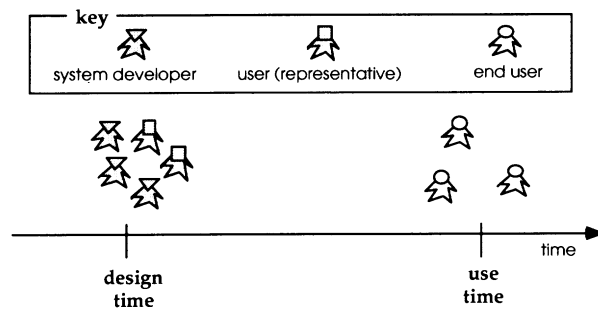 key
system developer
user (representative)
end user
time
design
time
use
time